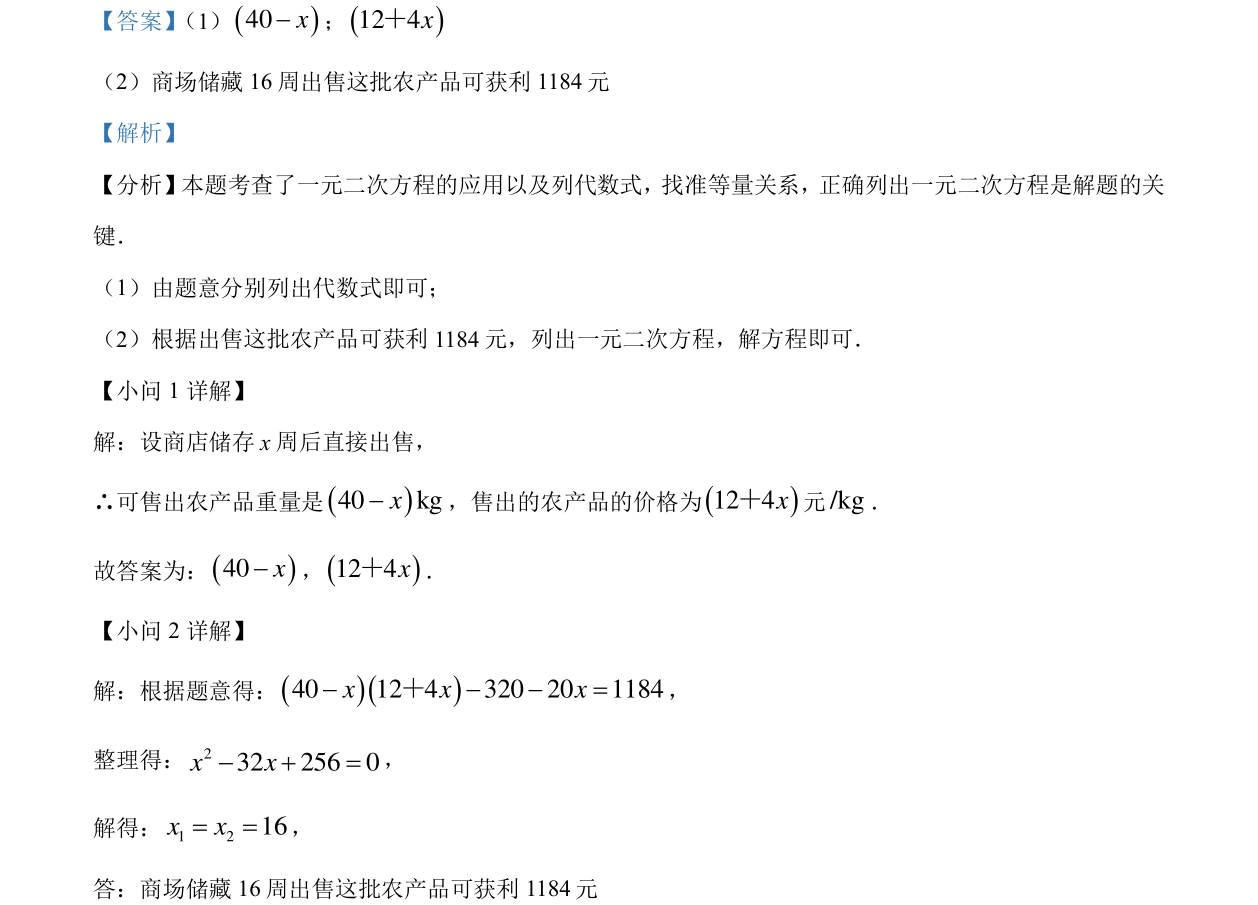 【答案】（1）(40−x)；(12+4x)
（2）商场储藏 16 周出售这批农产品可获利 1184 元
【解析】
【分析】本题考查了一元二次方程的应用以及列代数式，找准等量关系，正确列出一元二次方程是解题的关
键．
（1）由题意分别列出代数式即可；
（2）根据出售这批农产品可获利 1184 元，列出一元二次方程，解方程即可．
【小问 1 详解】
解：设商店储存 x 周后直接出售，
∴可售出农产品重量是(40−x)kg，售出的农产品的价格为(12+4x)元/kg．
故答案为：(40−x)，(12+4x)．
【小问 2 详解】
解：根据题意得：(40−x)(12+4x)−320−20x=1184，
整理得：x²−32x+256=0，
解得：x₁=x₂=16，
答：商场储藏 16 周出售这批农产品可获利 1184 元